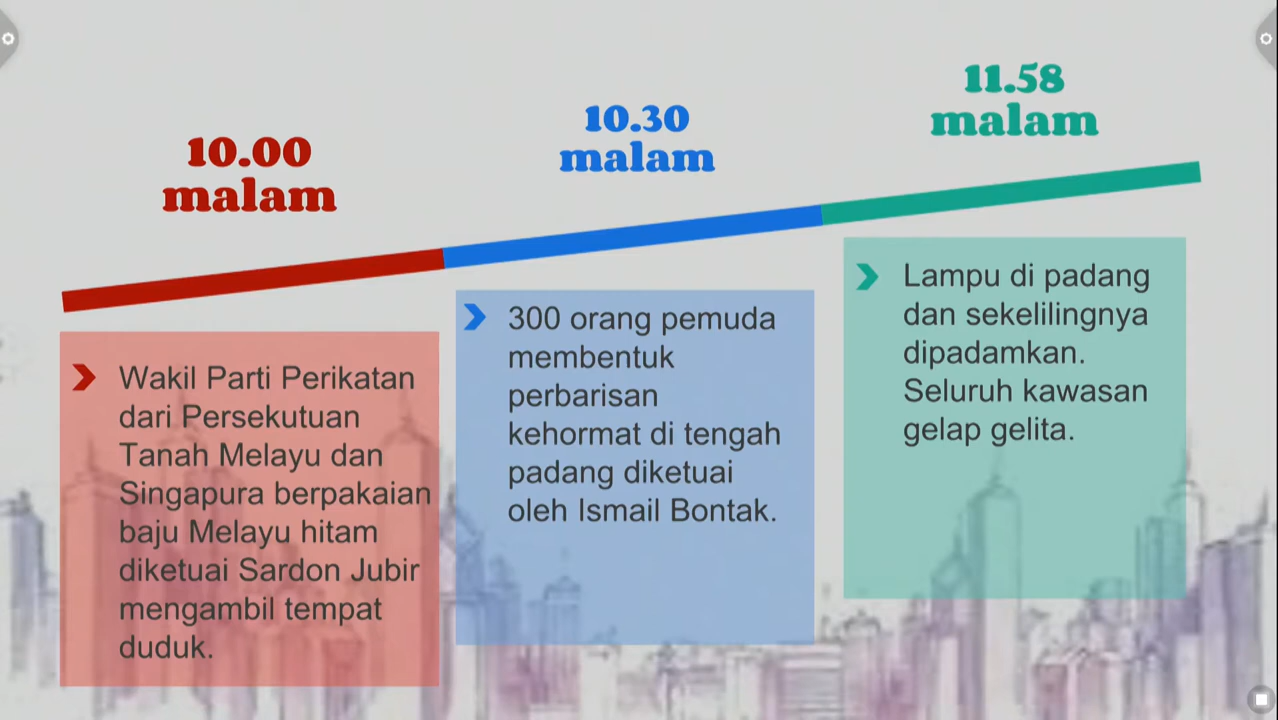 10.00
malam
10.30
malam
11.58
malam
Wakil Parti Perikatan
dari Persekutuan
Tanah Melayu dan
Singapura berpakaian
baju Melayu hitam
diketuai Sardon Jubir
mengambil tempat
duduk.
300 orang pemuda
membentuk
perbarisan
kehormat di tengah
padang diketuai
oleh Ismail Bontak.
Lampu di padang
dan sekelilingnya
dipadamkan.
Seluruh kawasan
gelap gelita.